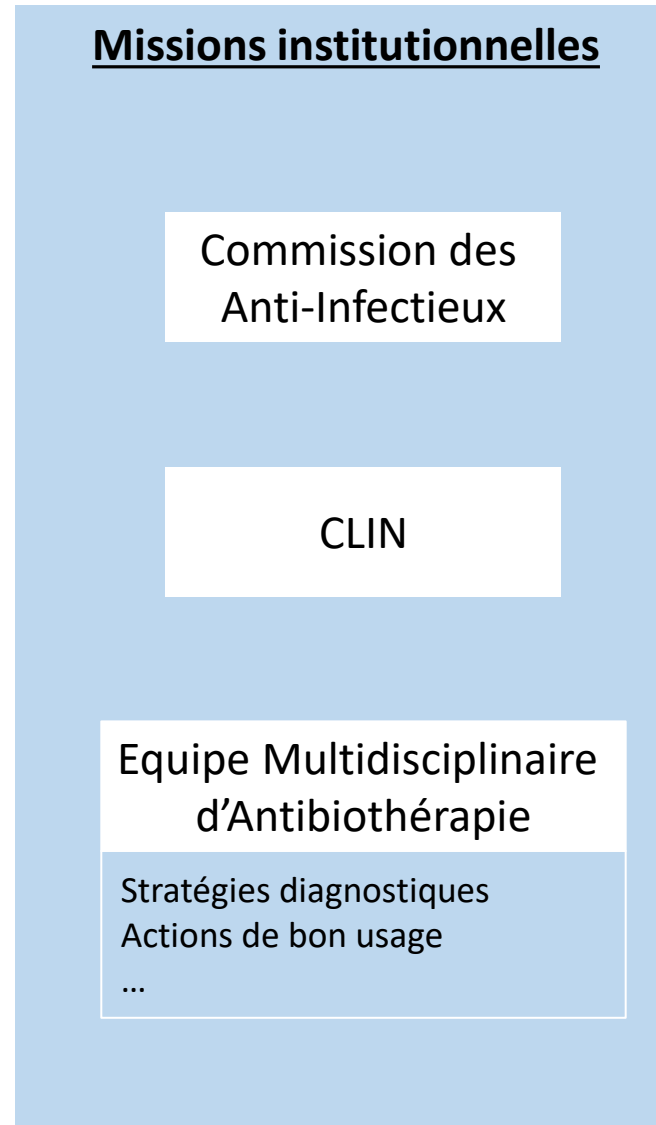 Missions institutionnelles
Commission des
Anti-Infectieux
CLIN
Equipe Multidisciplinaire
d’Antibiothérapie
Stratégies diagnostiques
Actions de bon usage
…